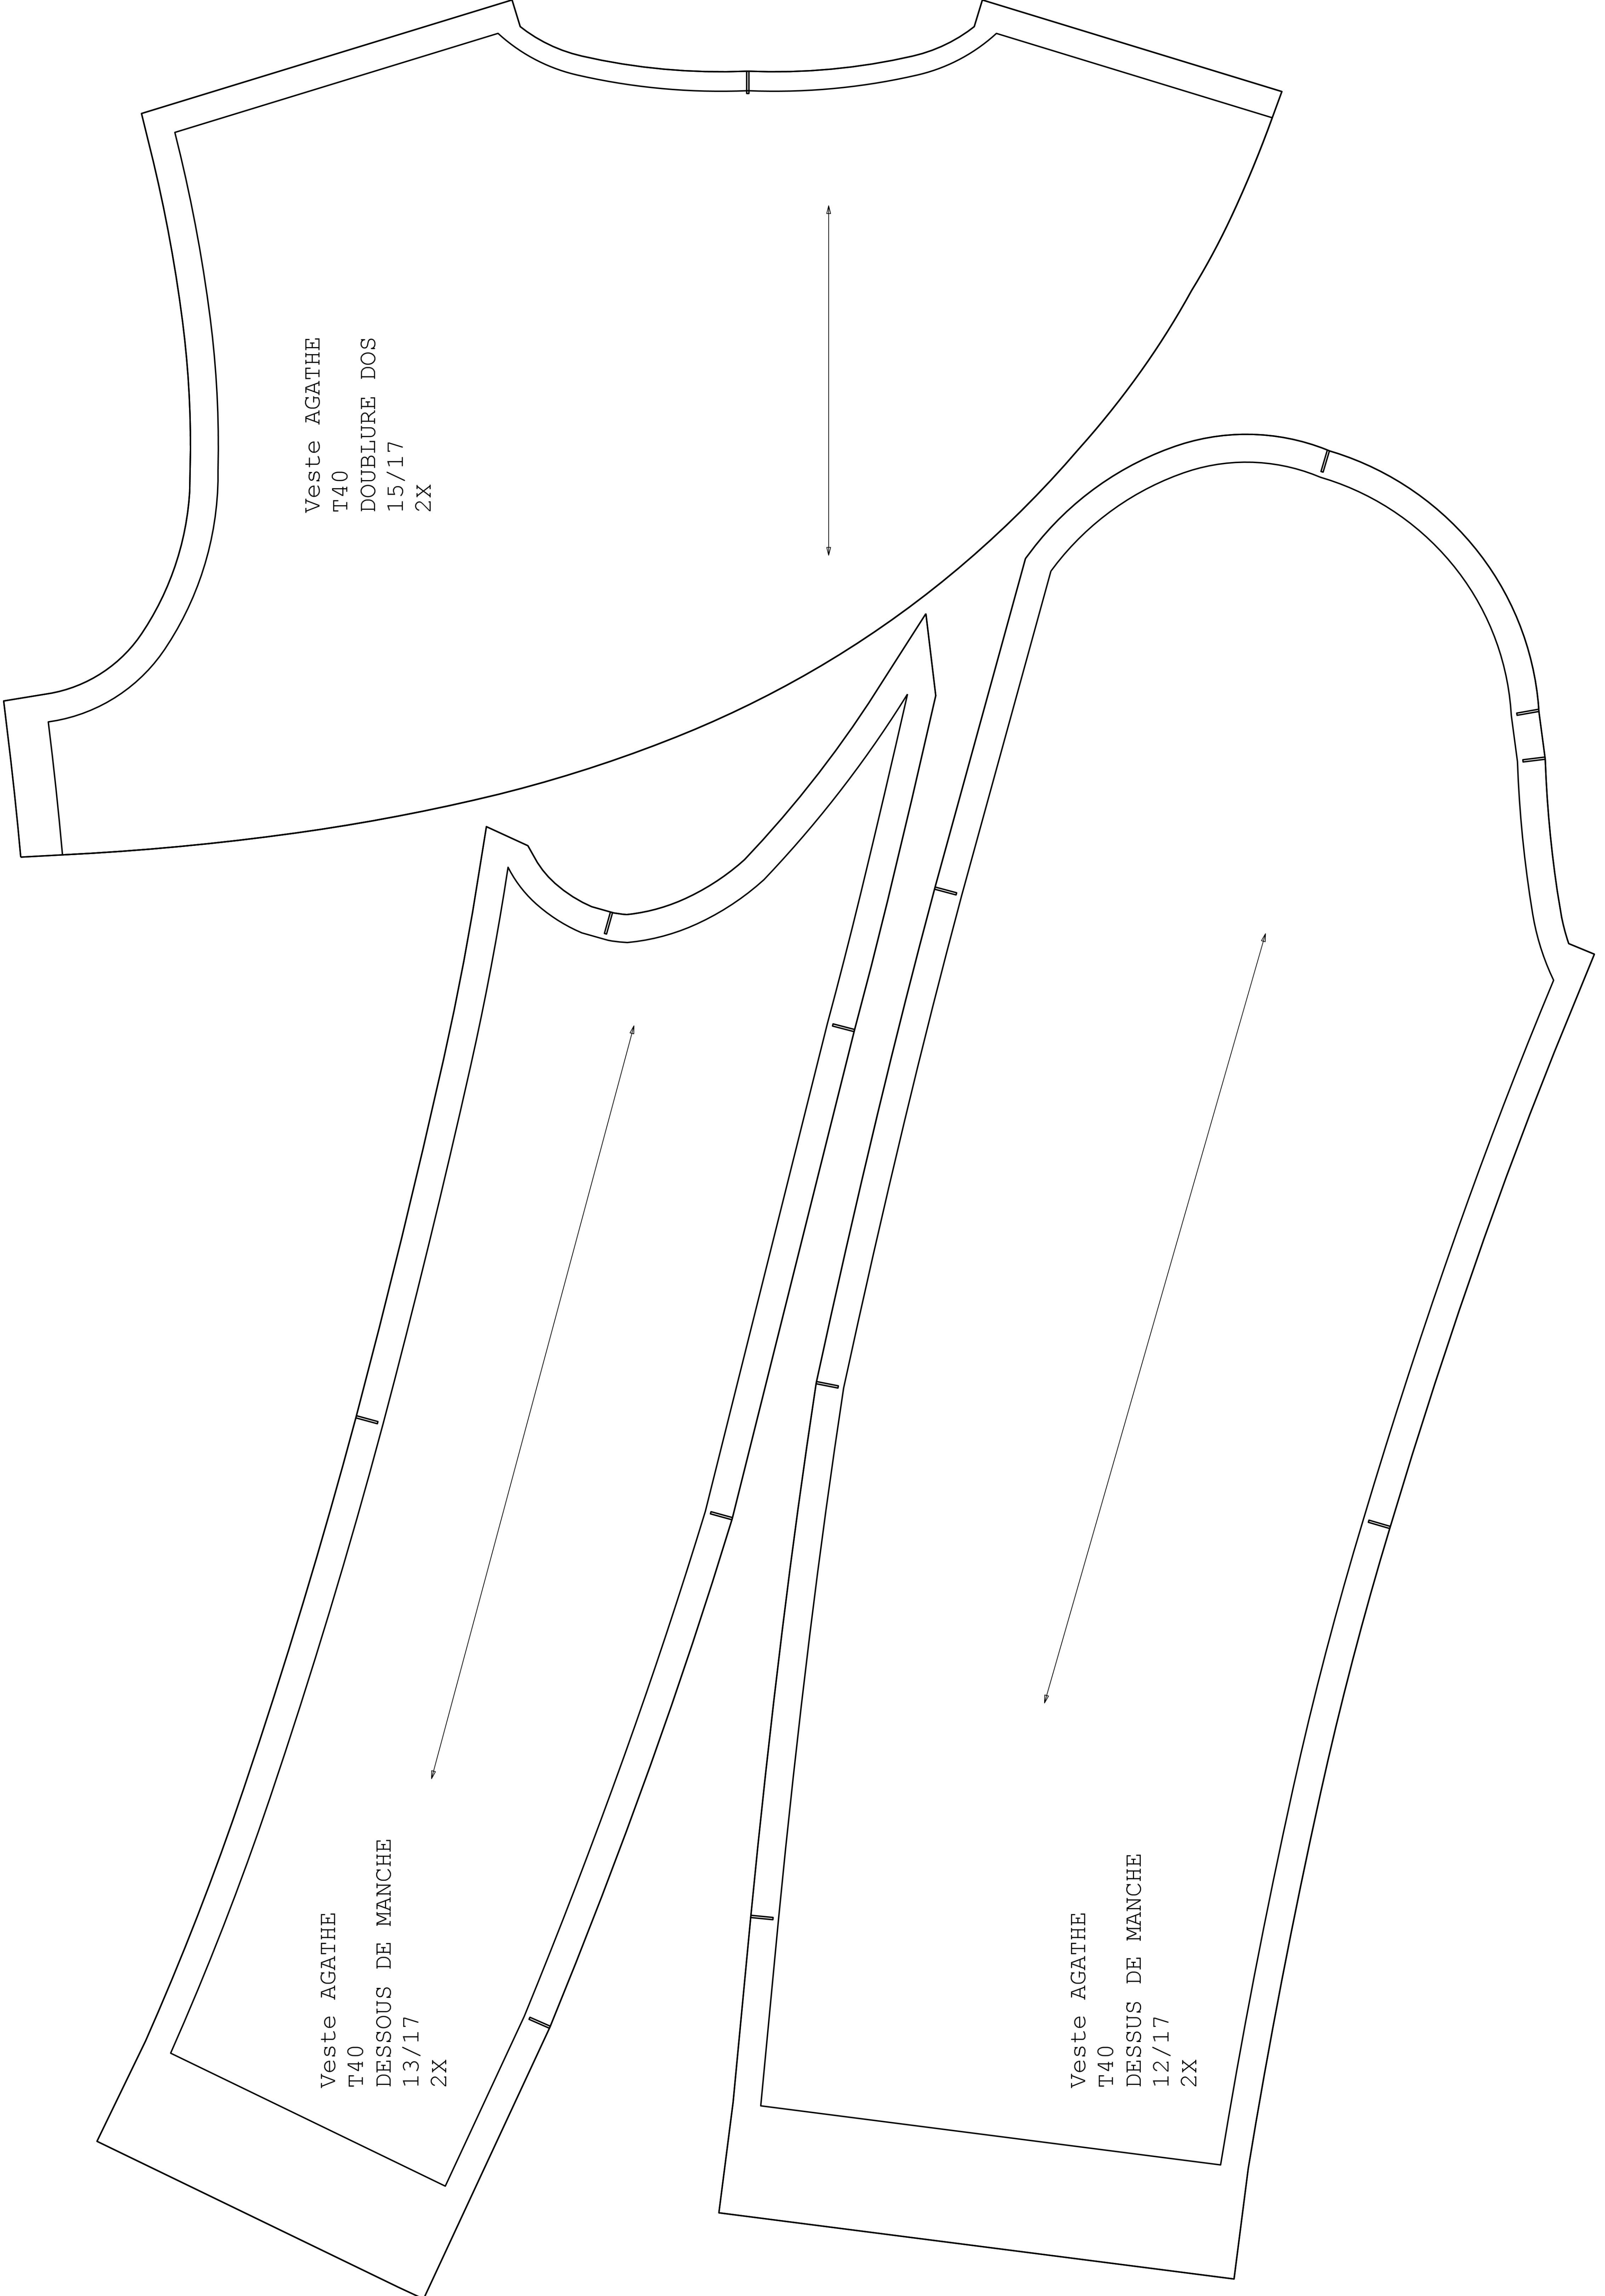 Veste AGATHE
T40
DOUBLURE DOS
15/17
2X
Veste AGATHE
T40
DESSOUS DE MANCHE
13/17
2X
Veste AGATHE
T40
DESSUS DE MANCHE
12/17
2X